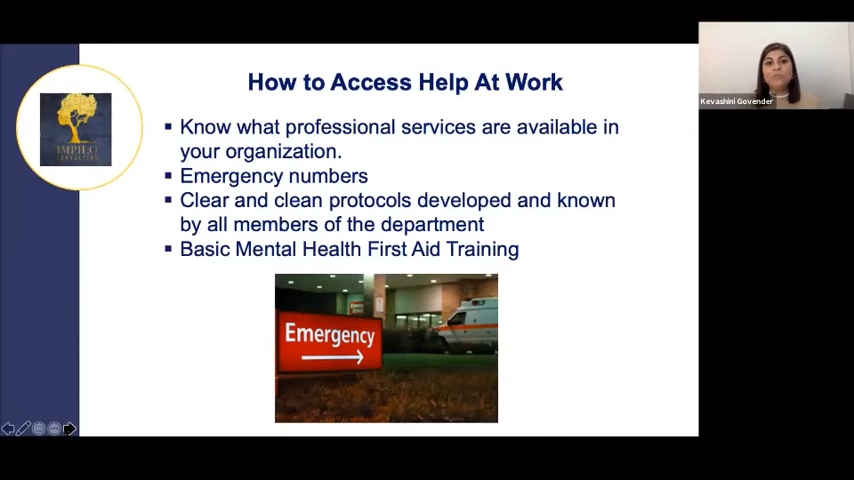 How to Access Help At Work
IMPILO
CONSULTING
▪ Know what professional services are available in
your organization.
▪ Emergency numbers
▪ Clear and clean protocols developed and known
by all members of the department
▪ Basic Mental Health First Aid Training
Emergency
Kevashini Govender